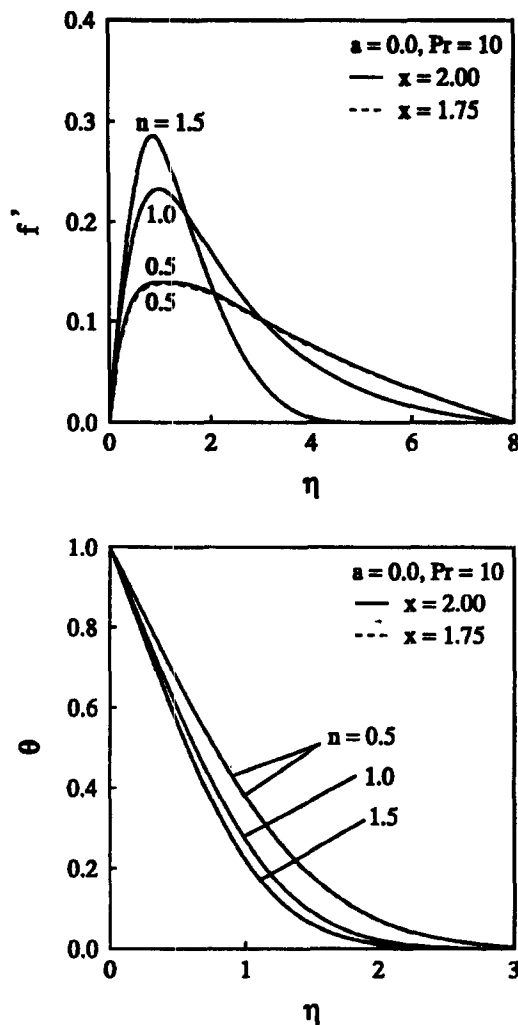 0.4
a = 0.0, Pr = 10
x = 2.00
x = 1.75
n = 1.5
0.3
1.0
0.2
f'
0.5
0.5
0.1
0.0
0 2 4 6 8
η
1.0
a = 0.0, Pr = 10
x = 2.00
x = 1.75
0.8
0.6
θ
n = 0.5
1.0
0.4
1.5
0.2
0.0
0 1 2 3
η